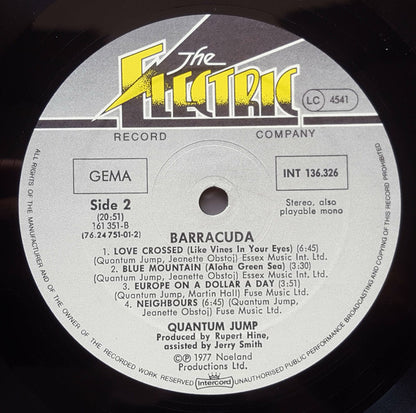 The
ELECTRIC
RECORD COMPANY
LC 4541
GEMA
INT 136.326
Side 2
(20:51)
161 351-B
(76.24 751-01-2)
Stereo, also
playable mono
BARRACUDA
1. LOVE CROSSED (Like Vines In Your Eyes) (6:45)
(Quantum Jump, Jeanette Obstoj) Essex Music Int. Ltd.
2. BLUE MOUNTAIN (Aloha Green Sea) (3:30)
(Quantum Jump, Jeanette Obstoj) Essex Music Int. Ltd.
3. EUROPE ON A DOLLAR A DAY (3:51)
(Quantum Jump, Martin Hall) Fuse Music Ltd.
4. NEIGHBOURS (6:45) (Quantum Jump,
Jeanette Obstoj) Fuse Music Ltd.
QUANTUM JUMP
Produced by Rupert Hine,
assisted by Jerry Smith
©℗ 1977 Noeland
Productions Ltd.
Intercord
ALL RIGHTS OF THE MANUFACTURER AND OF THE OWNER OF THE RECORDED WORK RESERVED UNAUTHORISED PUBLIC PERFORMANCE BROADCASTING AND COPYING OF THIS RECORD PROHIBITED